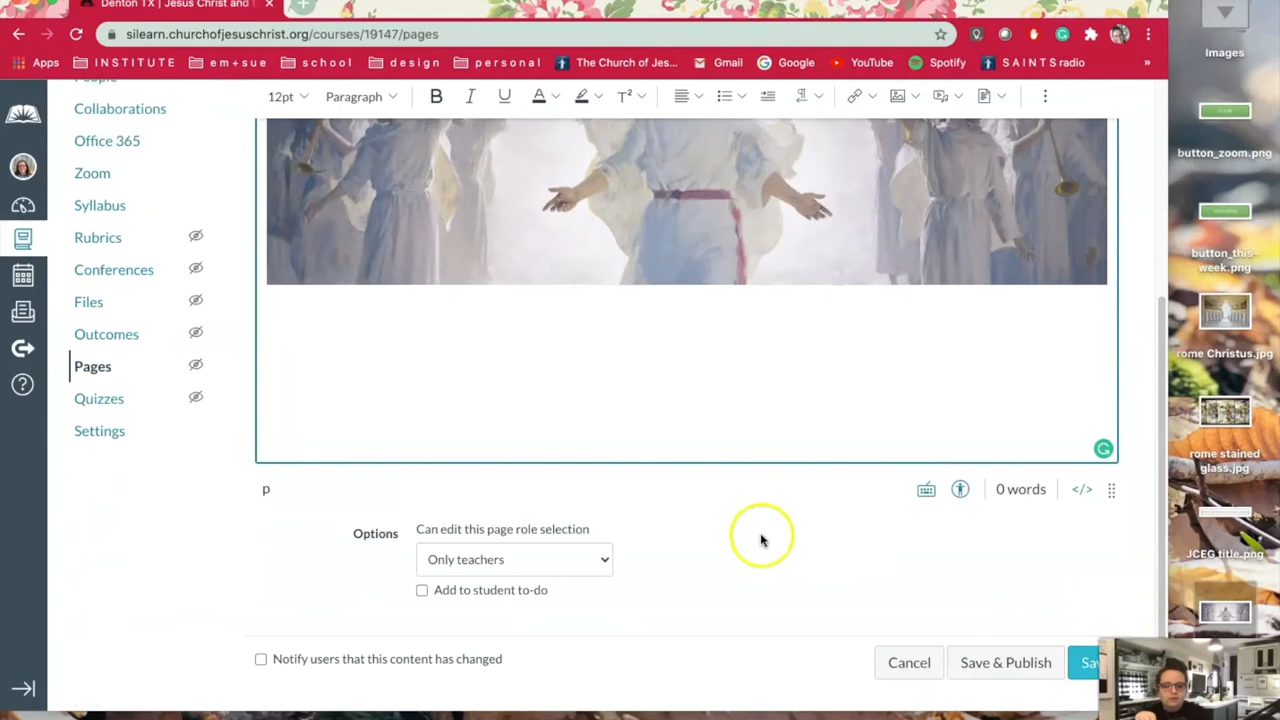 Denton TX | Jesus Christ and t
silearn.churchofjesuschrist.org/courses/19147/pages
Apps INSTITUTE em+sue school design personal The Church of Jes... Gmail Google YouTube Spotify SAINTS radio »
People
Collaborations
Office 365
Zoom
Syllabus
Rubrics
Conferences
Files
Outcomes
Pages
Quizzes
Settings
12pt Paragraph B I U A T²
p
0 words </>
Options
Can edit this page role selection
Only teachers
Add to student to-do
Notify users that this content has changed
Cancel
Save & Publish
Sav
Images
button_zoom.png
button_this-
week.png
rome Christus.jpg
rome stained
glass.jpg
JCEG title.png